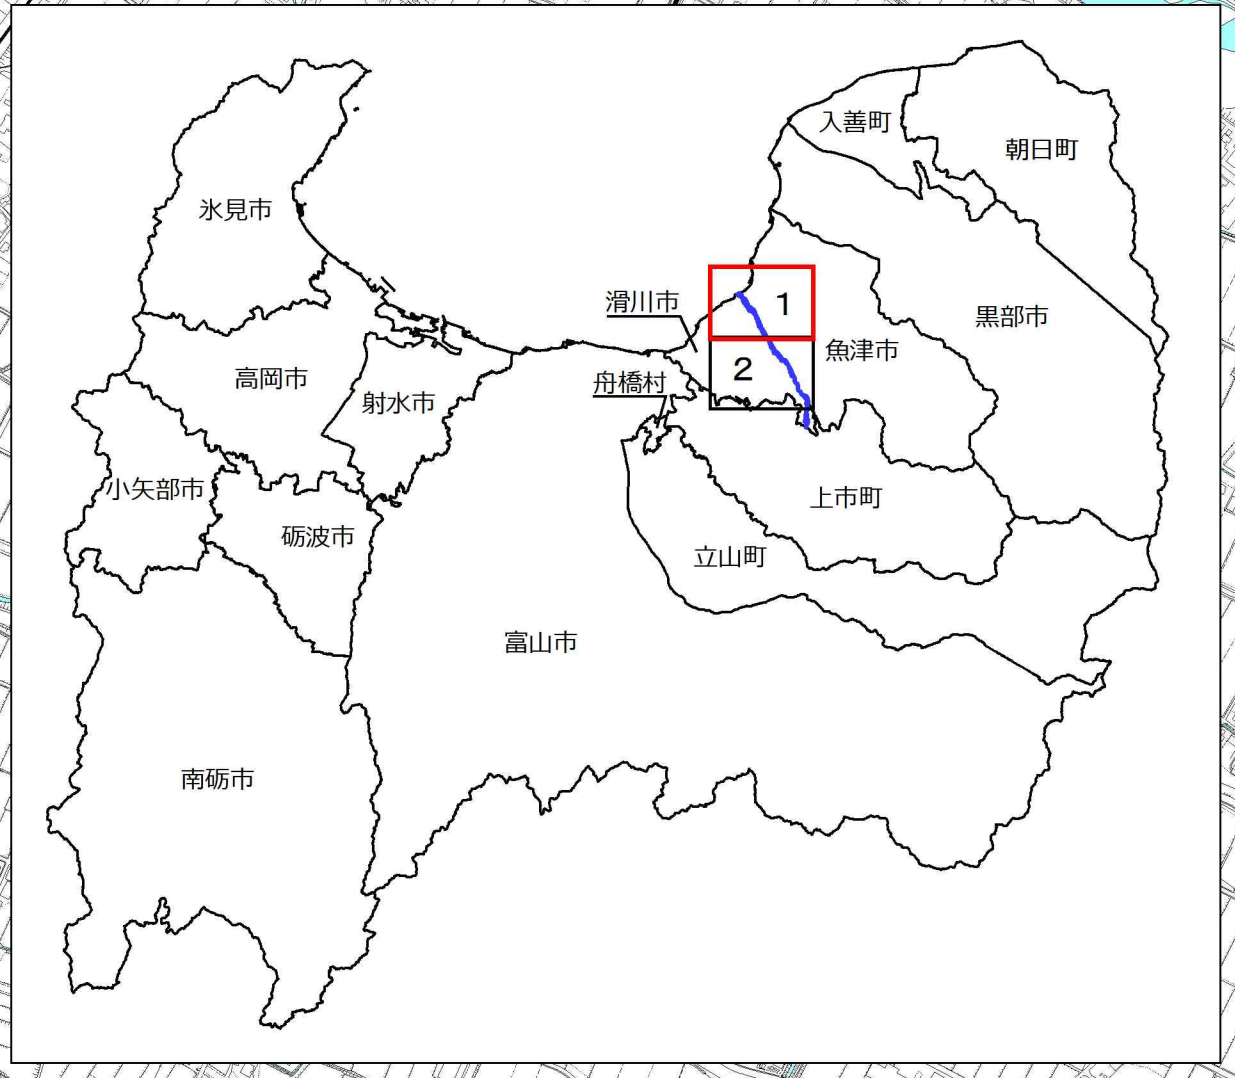 入善町
朝日町
氷見市
滑川市
1
黒部市
魚津市
2
高岡市
舟橋村
射水市
小矢部市
上市町
砺波市
立山町
富山市
南砺市